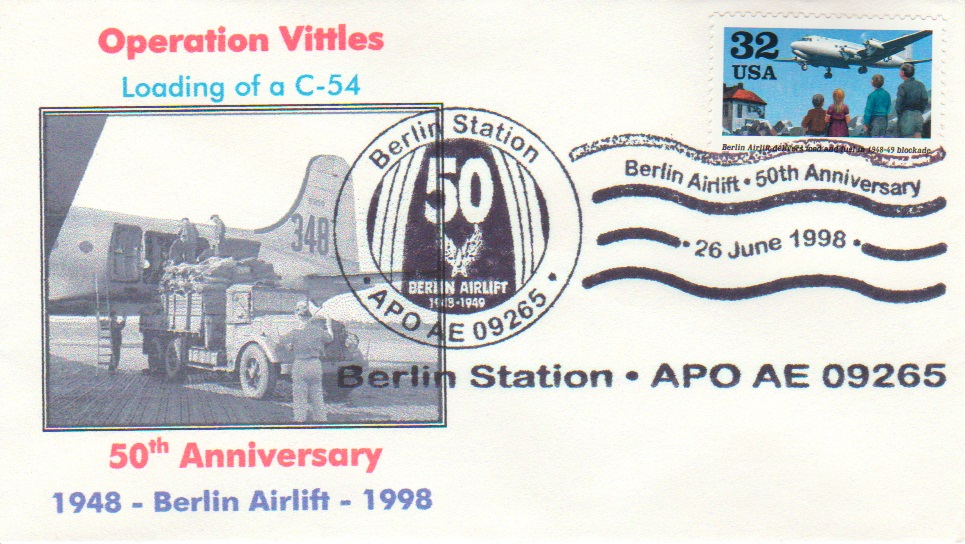 Operation Vittles
Loading of a C-54
32
USA
Berlin Airlift delivers food and fuel in 1948-49 blockade
348
Berlin Station
50
BERLIN AIRLIFT
1948-1949
• APO AE 09265 •
Berlin Airlift • 50th Anniversary
• 26 June 1998 •
Berlin Station • APO AE 09265
50th Anniversary
1948 - Berlin Airlift - 1998